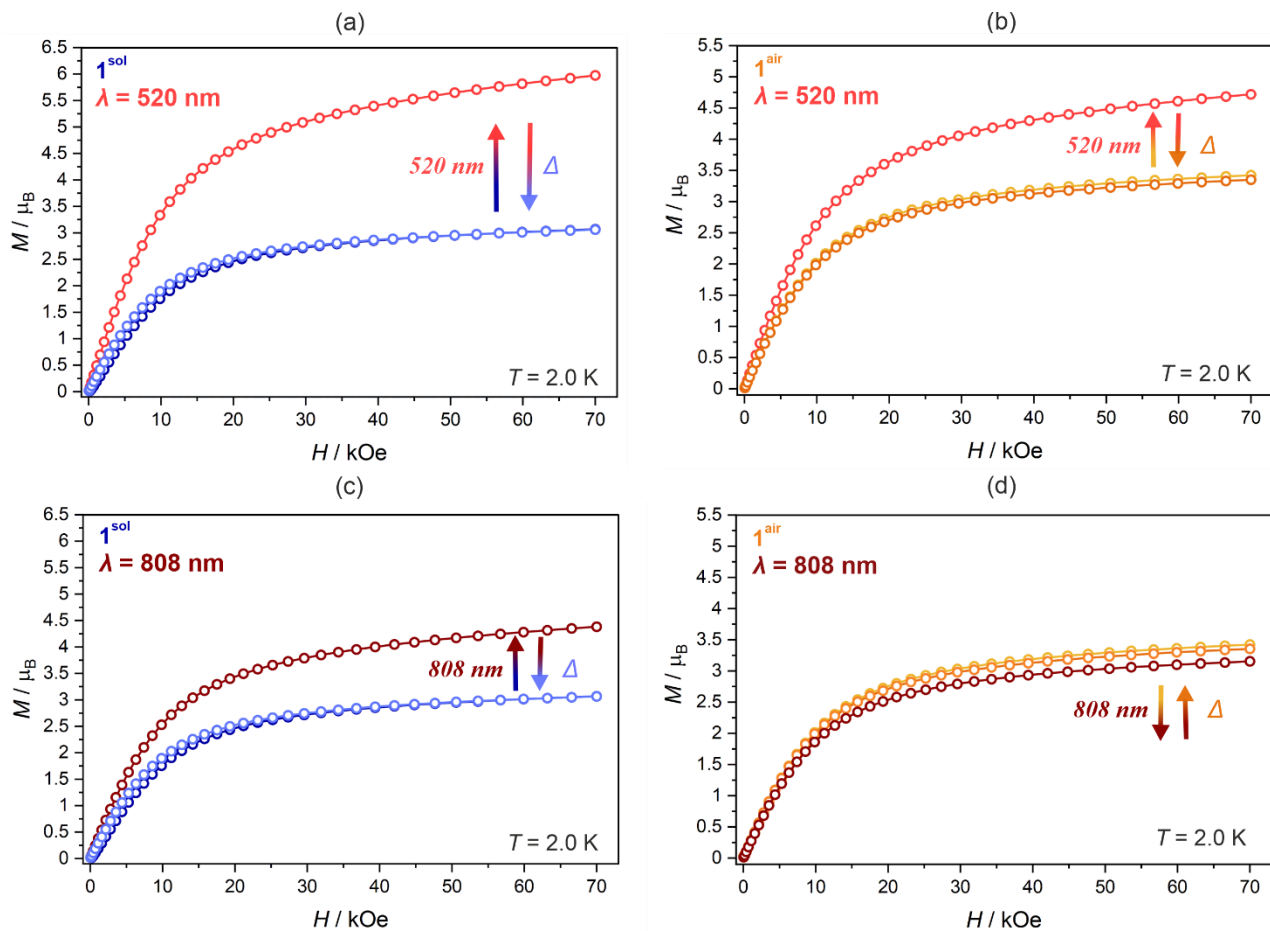 (a)
1sol
λ = 520 nm
520 nm
Δ
T = 2.0 K
M / μB
6.5
6
5.5
5
4.5
4
3.5
3
2.5
2
1.5
1
0.5
0
0 10 20 30 40 50 60 70
H / kOe
(b)
1air
λ = 520 nm
520 nm
Δ
T = 2.0 K
M / μB
5.5
5
4.5
4
3.5
3
2.5
2
1.5
1
0.5
0
0 10 20 30 40 50 60 70
H / kOe
(c)
1sol
λ = 808 nm
808 nm
Δ
T = 2.0 K
M / μB
6.5
6
5.5
5
4.5
4
3.5
3
2.5
2
1.5
1
0.5
0
0 10 20 30 40 50 60 70
H / kOe
(d)
1air
λ = 808 nm
808 nm
Δ
T = 2.0 K
M / μB
5.5
5
4.5
4
3.5
3
2.5
2
1.5
1
0.5
0
0 10 20 30 40 50 60 70
H / kOe